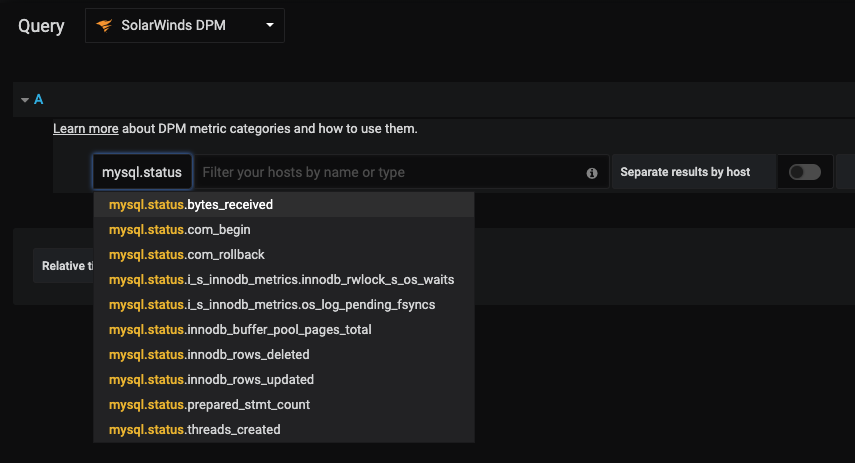 Query SolarWinds DPM
A
Learn more about DPM metric categories and how to use them.
mysql.status Filter your hosts by name or type Separate results by host
mysql.status.bytes_received
mysql.status.com_begin
mysql.status.com_rollback
Relative ti
mysql.status.i_s_innodb_metrics.innodb_rwlock_s_os_waits
mysql.status.i_s_innodb_metrics.os_log_pending_fsyncs
mysql.status.innodb_buffer_pool_pages_total
mysql.status.innodb_rows_deleted
mysql.status.innodb_rows_updated
mysql.status.prepared_stmt_count
mysql.status.threads_created